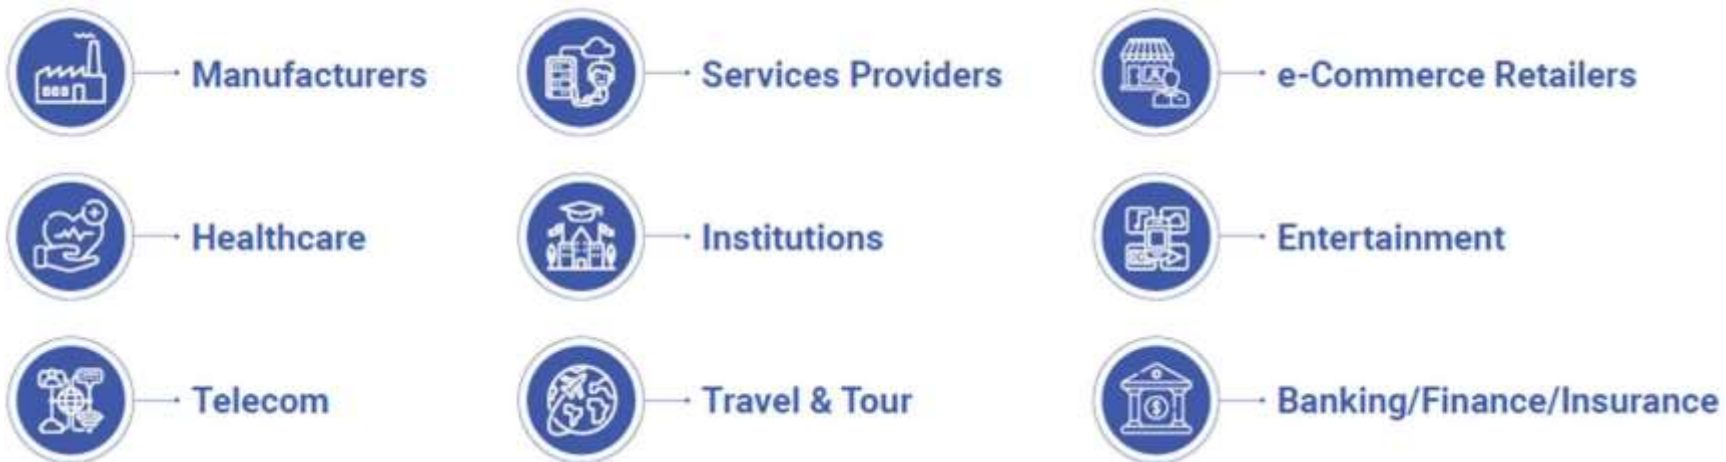 Manufacturers
Services Providers
e-Commerce Retailers
Healthcare
Institutions
Entertainment
Telecom
Travel & Tour
Banking/Finance/Insurance